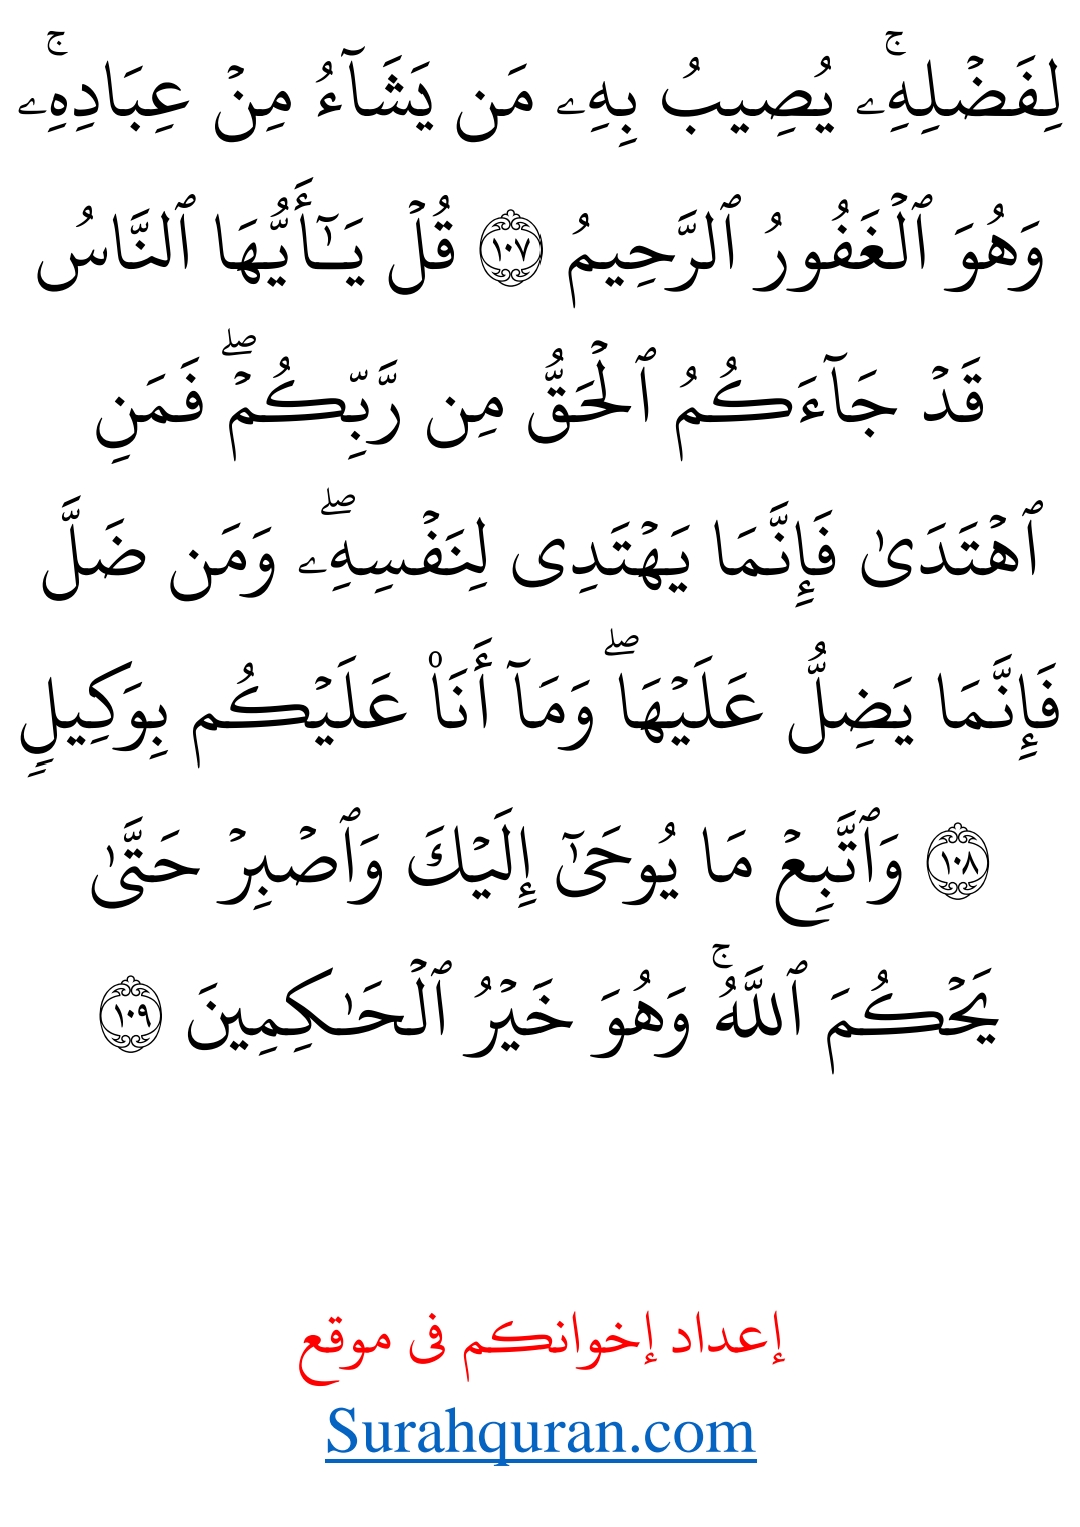 لِفَضۡلِهِۦۚ يُصِيبُ بِهِۦ مَن يَشَآءُ مِنۡ عِبَادِهِۦۚ
وَهُوَ ٱلۡغَفُورُ ٱلرَّحِيمُ ١٠٧ قُلۡ يَـٰٓأَيُّهَا ٱلنَّاسُ
قَدۡ جَآءَكُمُ ٱلۡحَقُّ مِن رَّبِّكُمۡۖ فَمَنِ
ٱهۡتَدَىٰ فَإِنَّمَا يَهۡتَدِى لِنَفۡسِهِۦۖ وَمَن ضَلَّ
فَإِنَّمَا يَضِلُّ عَلَيۡهَاۖ وَمَآ أَنَا۠ عَلَيۡكُم بِوَكِيلٍ
١٠٨ وَٱتَّبِعۡ مَا يُوحَىٰٓ إِلَيۡكَ وَٱصۡبِرۡ حَتَّىٰ
يَحۡكُمَ ٱللَّهُۚ وَهُوَ خَيۡرُ ٱلۡحَـٰكِمِينَ ١٠٩
إعداد إخوانكم فى موقع
Surahquran.com